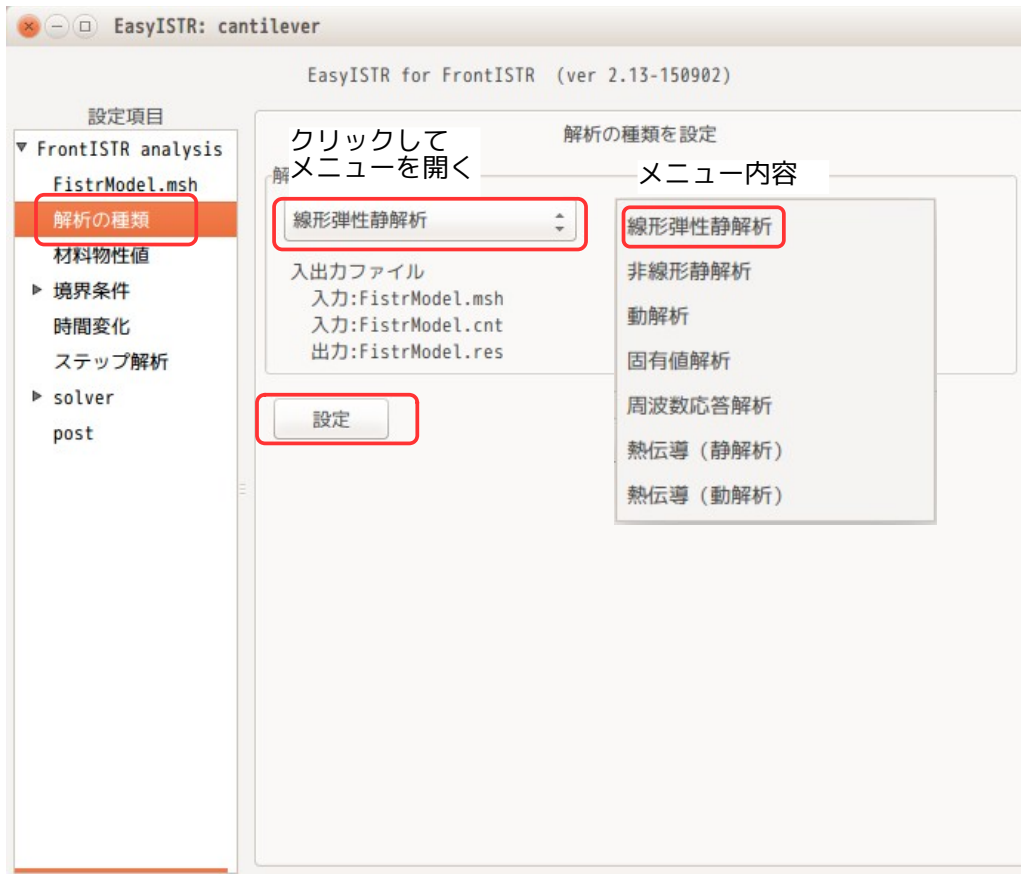 EasyISTR: cantilever
EasyISTR for FrontISTR (ver 2.13-150902)
設定項目
▼ FrontISTR analysis
FistrModel.msh
解析の種類
材料物性値
▶ 境界条件
時間変化
ステップ解析
▶ solver
post
解析の種類を設定
クリックして
メニューを開く
解
線形弾性静解析
入出力ファイル
入力:FistrModel.msh
入力:FistrModel.cnt
出力:FistrModel.res
設定
メニュー内容
線形弾性静解析
非線形静解析
動解析
固有値解析
周波数応答解析
熱伝導 (静解析)
熱伝導 (動解析)